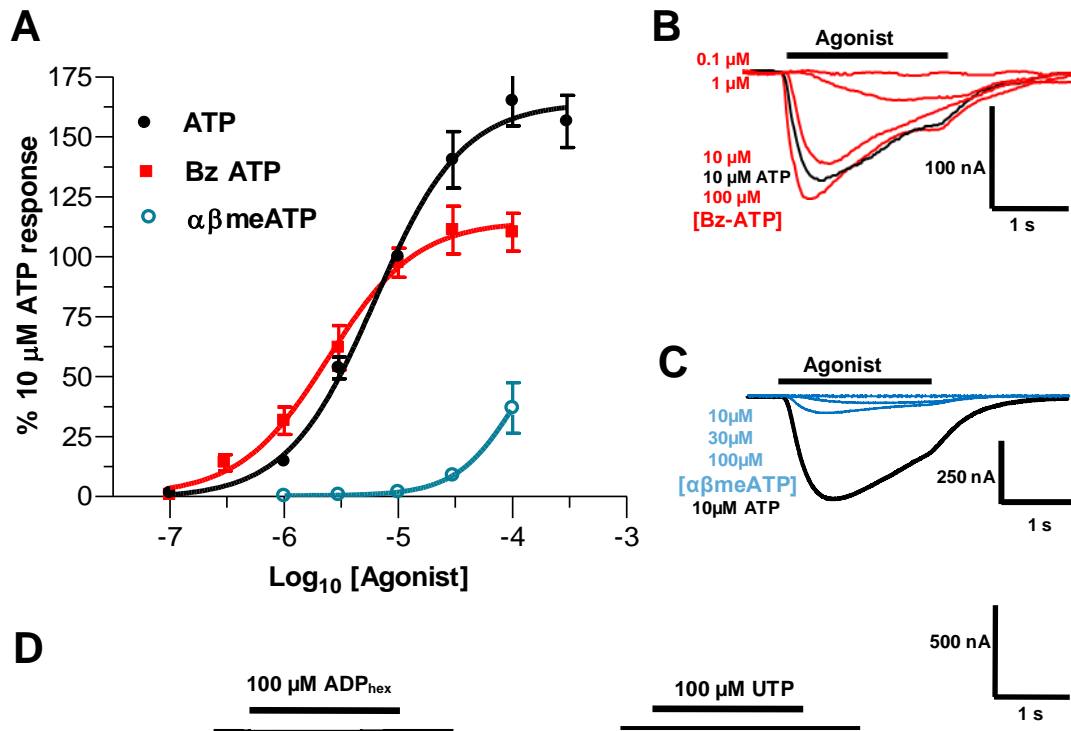 A
175
150
125
100
75
50
25
0
% 10 μM ATP response
ATP
Bz ATP
αβmeATP
-7 -6 -5 -4 -3
Log10 [Agonist]
B
Agonist
0.1 μM
1 μM
10 μM
10 μM ATP
100 μM
[Bz-ATP]
100 nA
1 s
C
Agonist
10μM
30μM
100μM
[αβmeATP]
10μM ATP
250 nA
1 s
D
100 μM ADPhex
100 μM UTP
500 nA
1 s